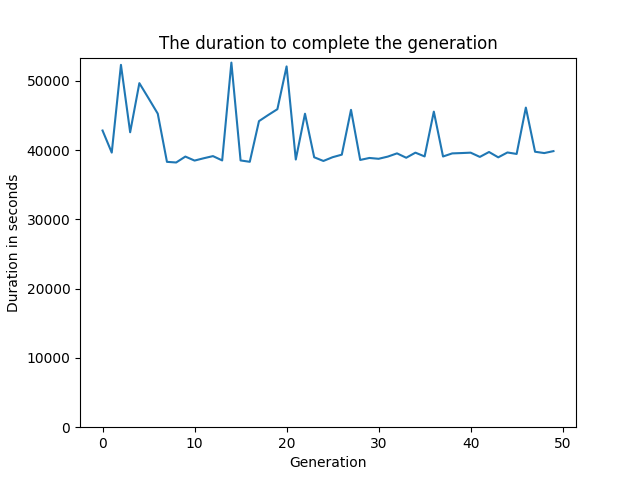 The duration to complete the generation
50000
40000
30000
20000
10000
0
Duration in seconds
0 10 20 30 40 50
Generation